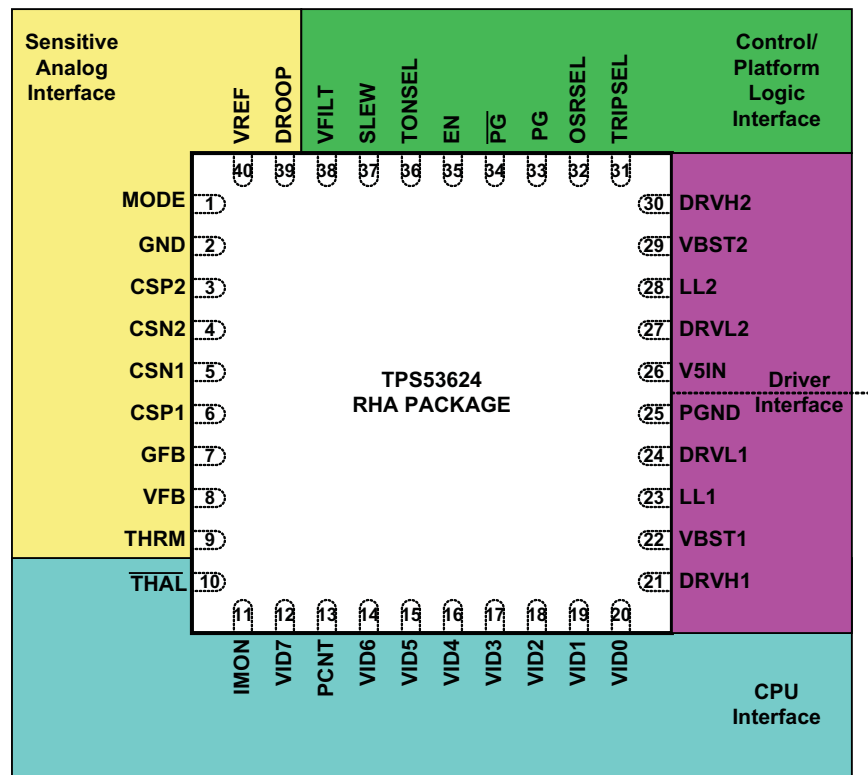 Sensitive
Analog
Interface
Control/
Platform
Logic
Interface
VREF
DROOP
VFILT
SLEW
TONSEL
EN
P̅G̅
PG
OSRSEL
TRIPSEL
40
39
38
37
36
35
34
33
32
31
MODE 1
GND 2
CSP2 3
CSN2 4
CSN1 5
CSP1 6
GFB 7
VFB 8
THRM 9
T̅H̅A̅L̅ 10
TPS53624
RHA PACKAGE
30 DRVH2
29 VBST2
28 LL2
27 DRVL2
26 V5IN
25 PGND
24 DRVL1
23 LL1
22 VBST1
21 DRVH1
Driver
Interface
11
12
13
14
15
16
17
18
19
20
IMON
VID7
PCNT
VID6
VID5
VID4
VID3
VID2
VID1
VID0
CPU
Interface